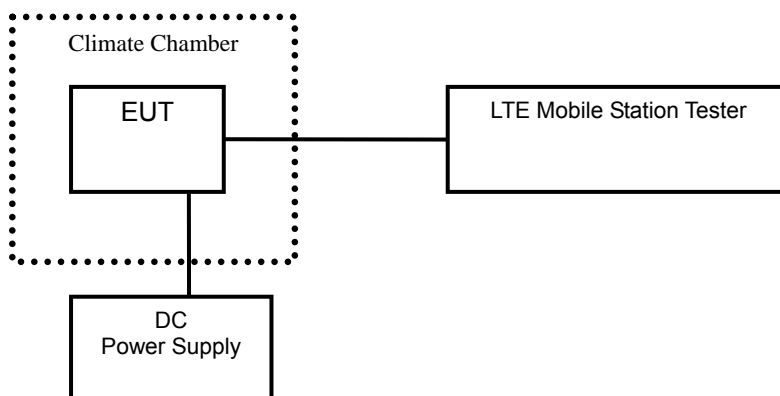 Climate Chamber
EUT
LTE Mobile Station Tester
DC
Power Supply